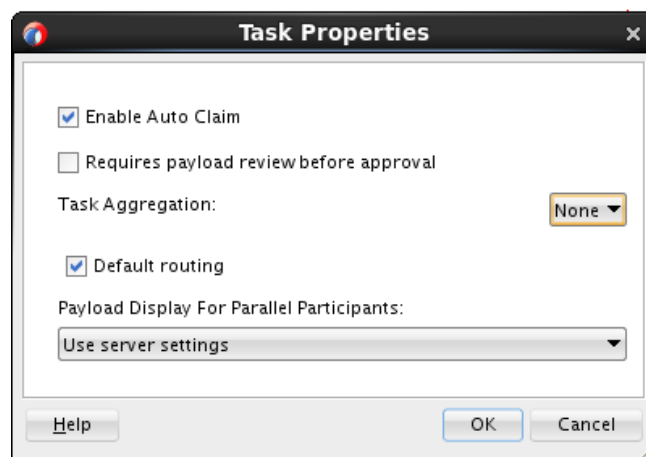 Task Properties
Enable Auto Claim
Requires payload review before approval
Task Aggregation:
None
Default routing
Payload Display For Parallel Participants:
Use server settings
Help
OK
Cancel